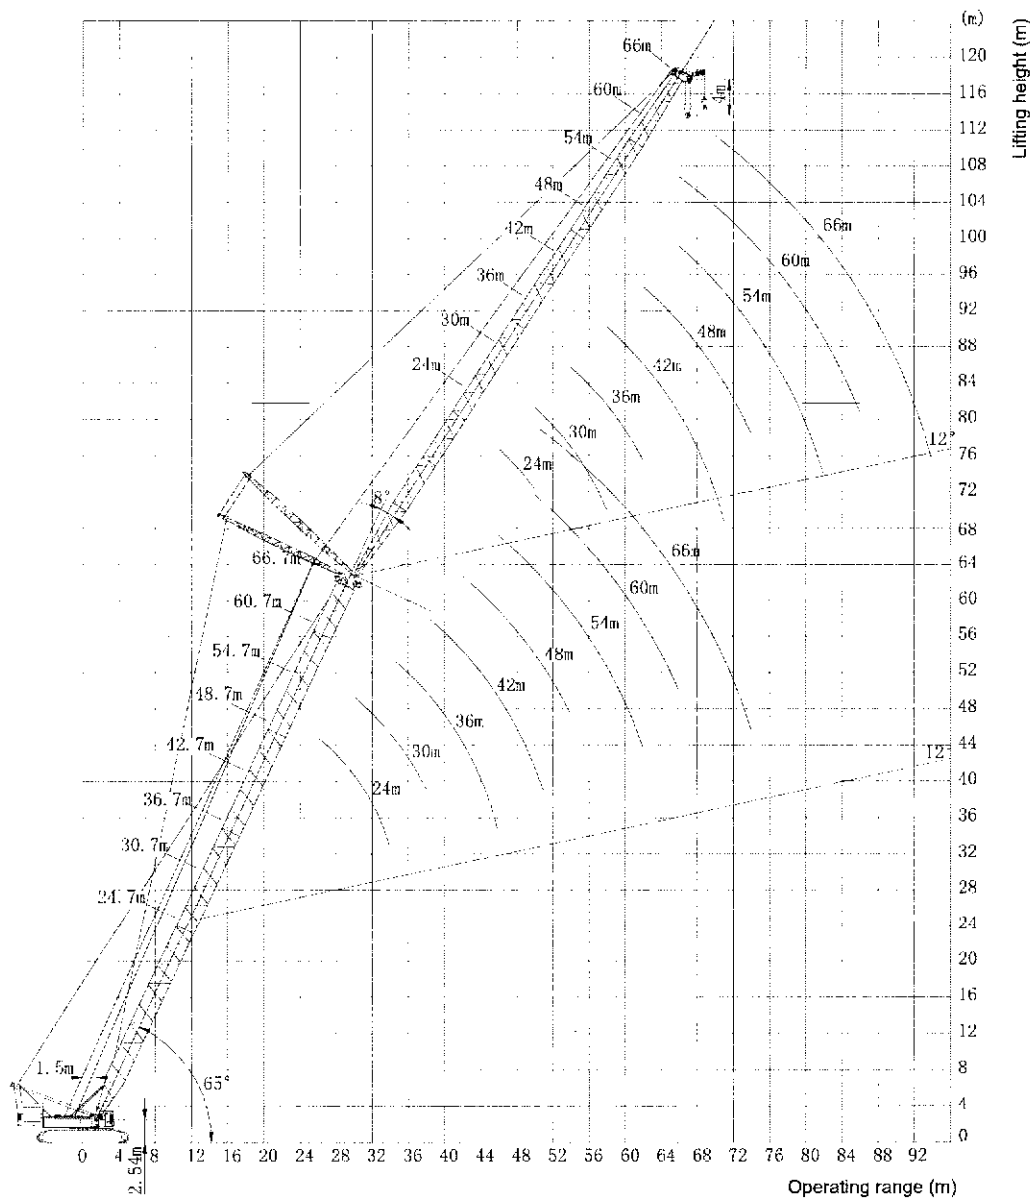 (m)
Lifting height (m)
120
116
112
108
104
100
96
92
88
84
80
76
72
68
64
60
56
52
48
44
40
36
32
28
24
20
16
12
8
4
0
66m
60m
54m
48m
42m
36m
30m
24m
4m
66m
60m
54m
48m
42m
36m
30m
24m
12°
8°
66.7m
60.7m
54.7m
48.7m
42.7m
36.7m
30.7m
24.7m
66m
60m
54m
48m
42m
36m
30m
24m
12
1.5m
65°
2.54m
0 4 8 12 16 20 24 28 32 36 40 44 48 52 56 60 64 68 72 76 80 84 88 92
Operating range (m)